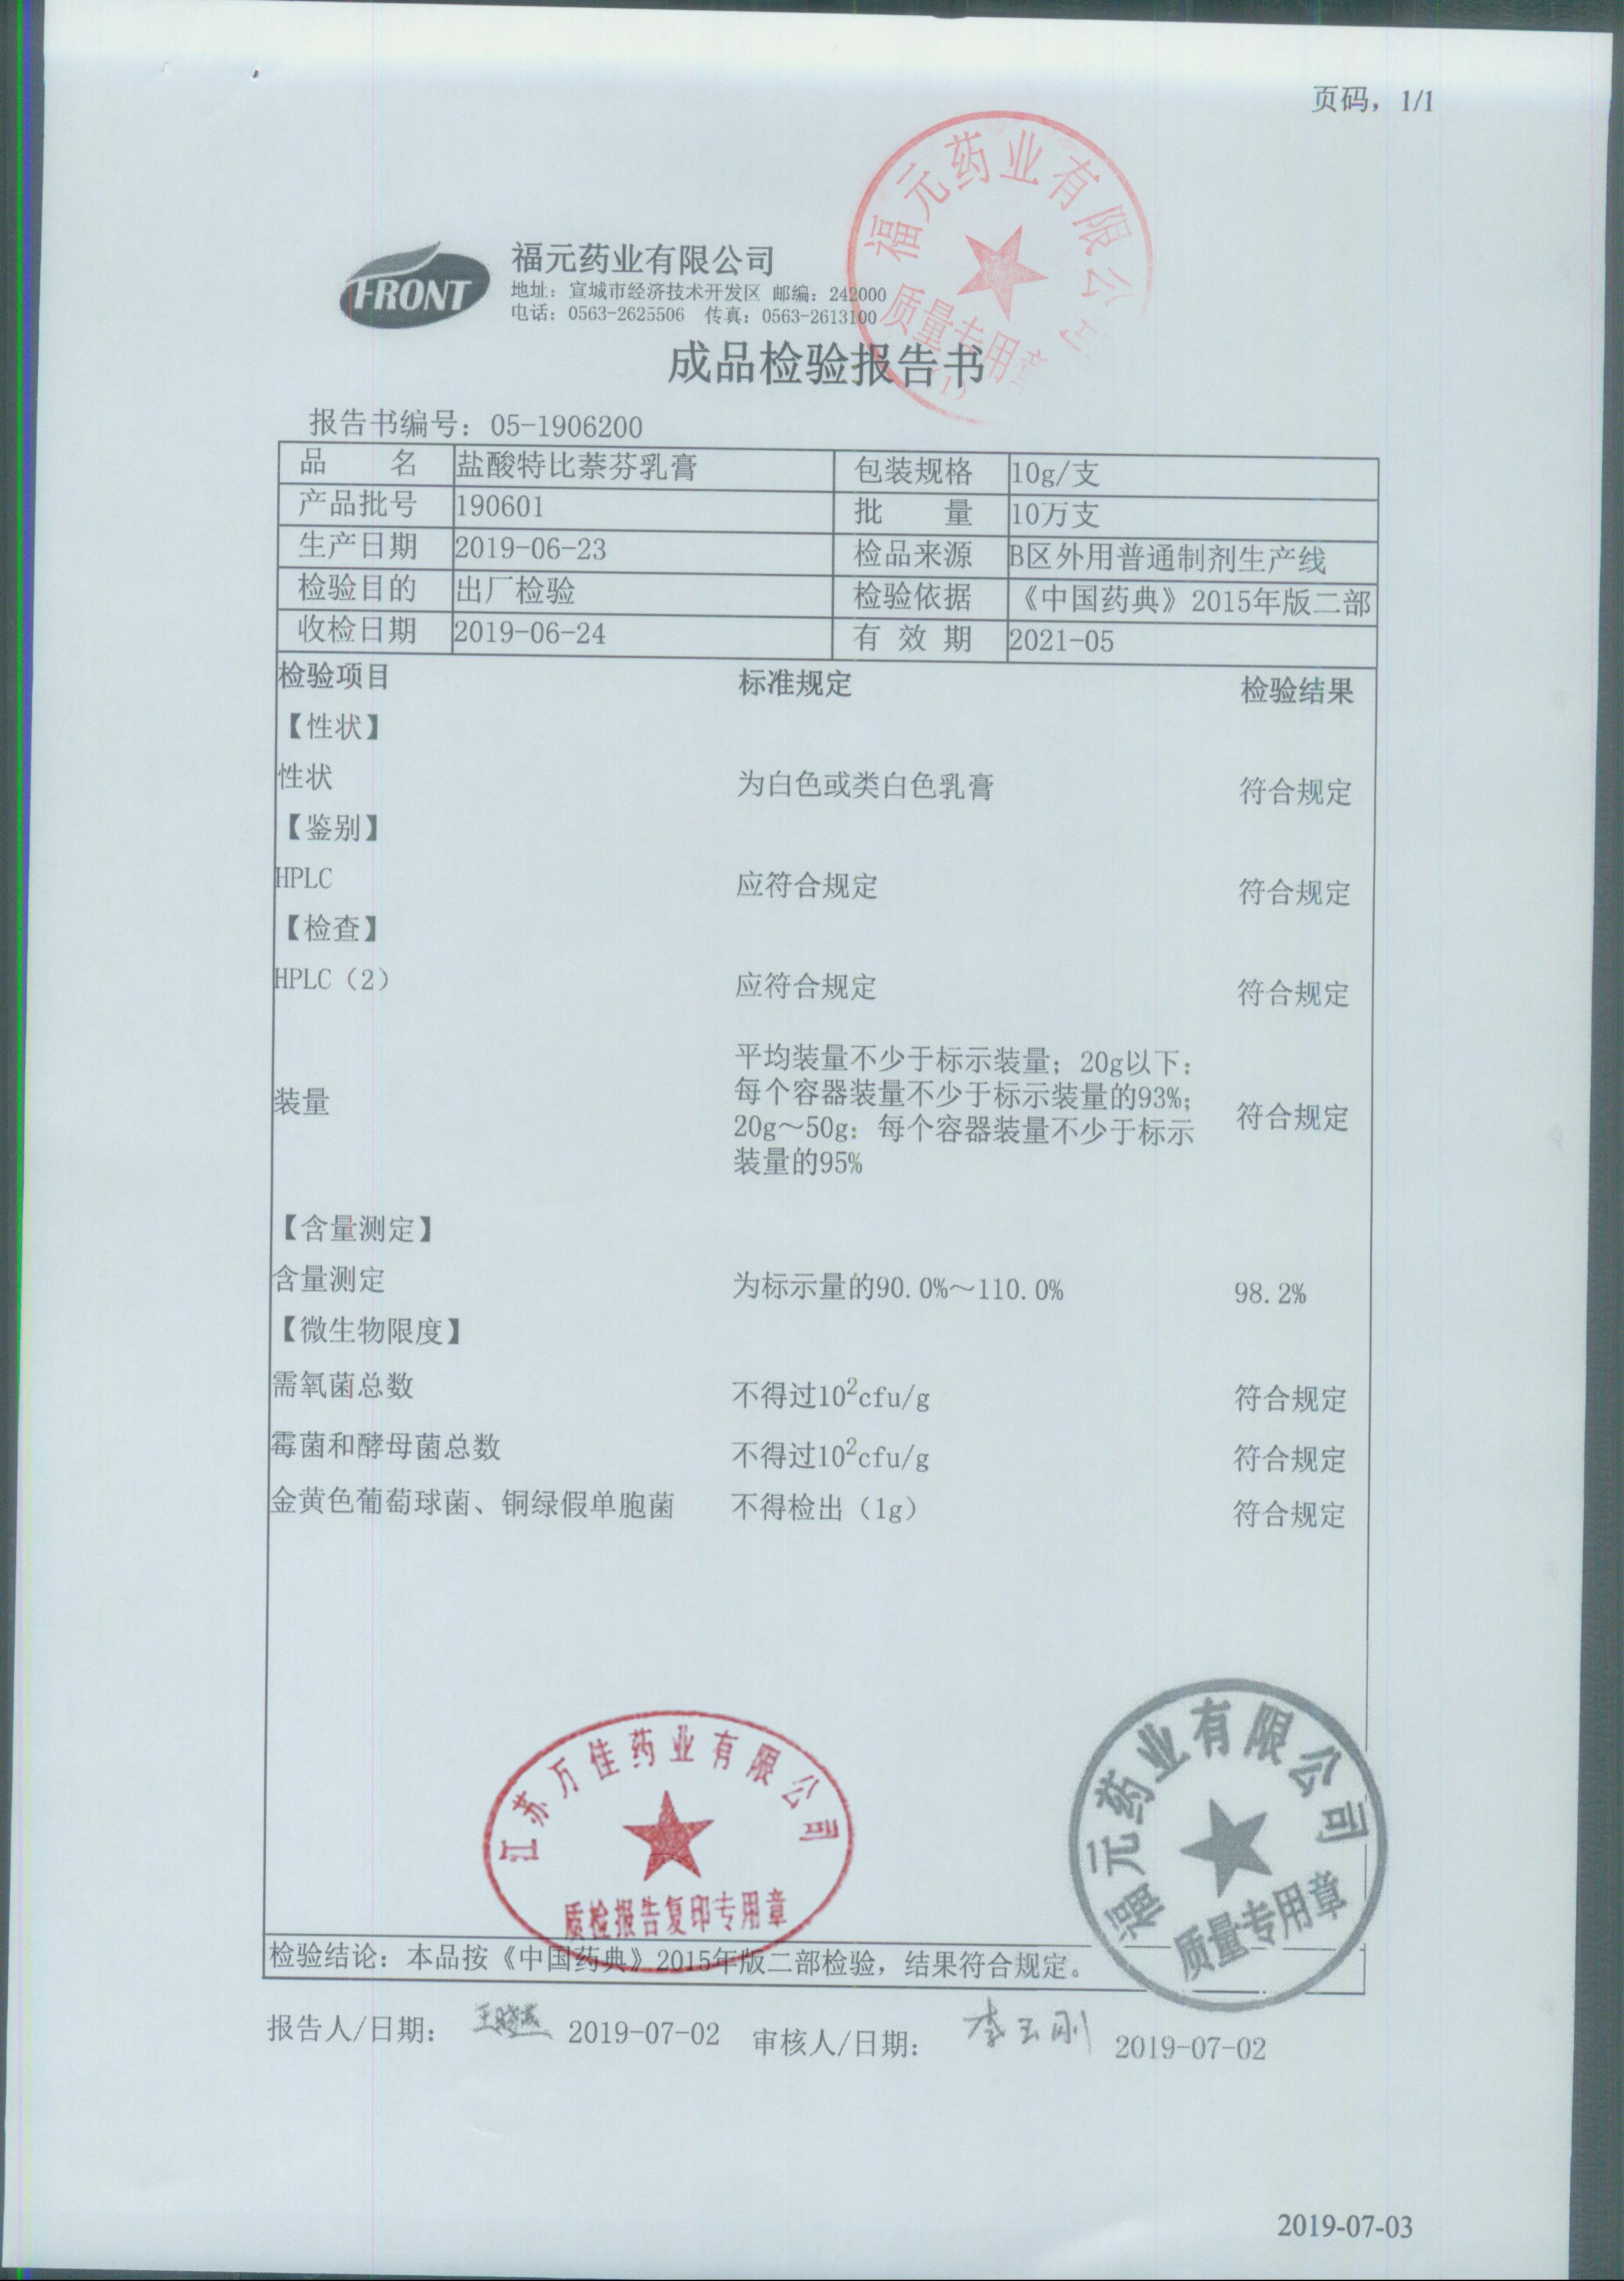 页码，1/1
福元药业有限公司
质量专用章
(1)
FRONT
福元药业有限公司
地址：宣城市经济技术开发区 邮编：242000
电话：0563-2625506 传真：0563-2613100
成品检验报告书
报告书编号：05-1906200
品 名 盐酸特比萘芬乳膏 包装规格 10g/支
产品批号 190601 批 量 10万支
生产日期 2019-06-23 检品来源 B区外用普通制剂生产线
检验目的 出厂检验 检验依据 《中国药典》2015年版二部
收检日期 2019-06-24 有 效 期 2021-05
检验项目 标准规定 检验结果
【性状】
性状 为白色或类白色乳膏 符合规定
【鉴别】
HPLC 应符合规定 符合规定
【检查】
HPLC（2） 应符合规定 符合规定
平均装量不少于标示装量；20g以下：
每个容器装量不少于标示装量的93%；
装量 20g～50g：每个容器装量不少于标示 符合规定
装量的95%
【含量测定】
含量测定 为标示量的90.0%～110.0% 98.2%
【微生物限度】
需氧菌总数 不得过10²cfu/g 符合规定
霉菌和酵母菌总数 不得过10²cfu/g 符合规定
金黄色葡萄球菌、铜绿假单胞菌 不得检出（1g） 符合规定
江苏万佳药业有限公司
质检报告复印专用章
福元药业有限公司
质量专用章
检验结论：本品按《中国药典》2015年版二部检验，结果符合规定。
报告人/日期： 2019-07-02 审核人/日期： 李玉刚 2019-07-02
2019-07-03